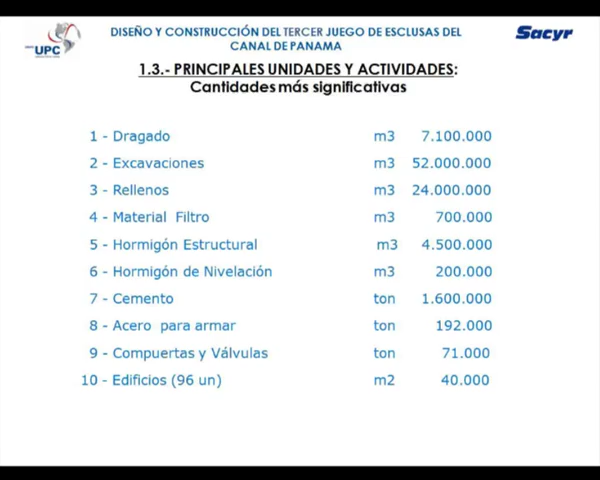 DISEÑO Y CONSTRUCCIÓN DEL TERCER JUEGO DE ESCLUSAS DEL
CANAL DE PANAMA
UPC
Sacyr
1.3.- PRINCIPALES UNIDADES Y ACTIVIDADES:
Cantidades más significativas
1 - Dragado m3 7.100.000
2 - Excavaciones m3 52.000.000
3 - Rellenos m3 24.000.000
4 - Material Filtro m3 700.000
5 - Hormigón Estructural m3 4.500.000
6 - Hormigón de Nivelación m3 200.000
7 - Cemento ton 1.600.000
8 - Acero para armar ton 192.000
9 - Compuertas y Válvulas ton 71.000
10 - Edificios (96 un) m2 40.000